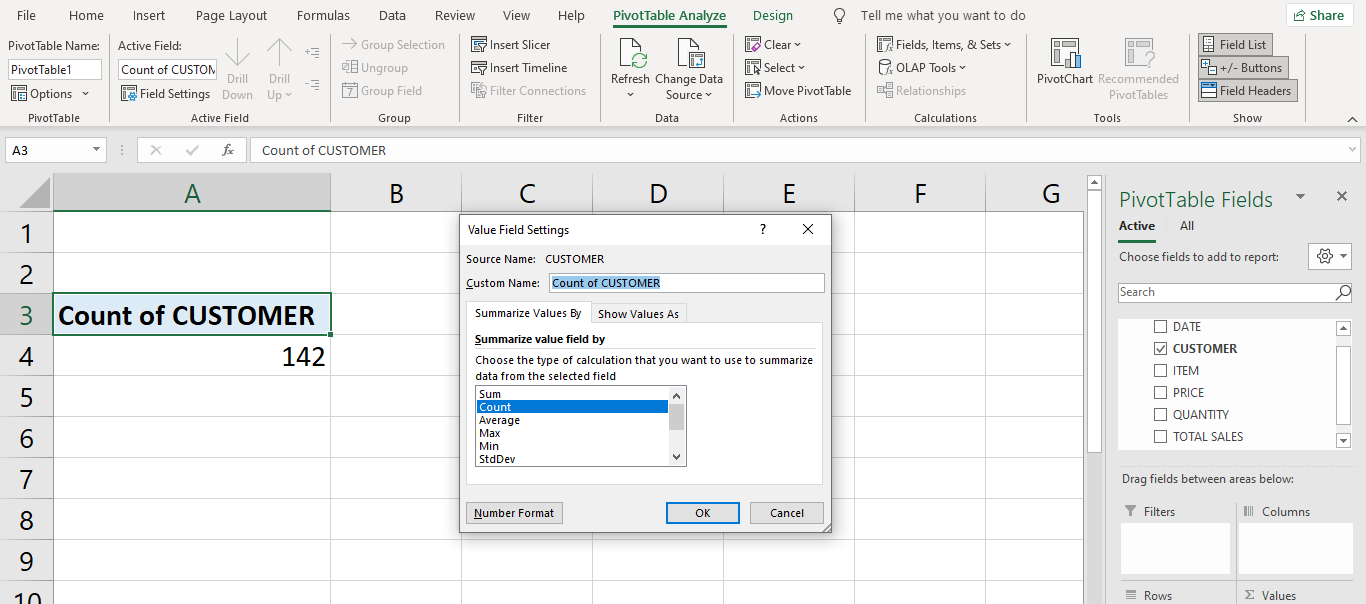 File Home Insert Page Layout Formulas Data Review View Help PivotTable Analyze Design Tell me what you want to do Share
PivotTable Name:
PivotTable1
Options
PivotTable
Active Field:
Count of CUSTOM
Field Settings
Drill Down
Drill Up
Active Field
Group Selection
Ungroup
Group Field
Group
Insert Slicer
Insert Timeline
Filter Connections
Filter
Refresh
Change Data Source
Data
Clear
Select
Move PivotTable
Actions
Fields, Items, & Sets
OLAP Tools
Relationships
Calculations
PivotChart
Recommended PivotTables
Tools
Field List
+/- Buttons
Field Headers
Show
A3 fx Count of CUSTOMER
A B C D E F G
1
2
3 Count of CUSTOMER
4 142
5
6
7
8
9
10
Value Field Settings ?
Source Name: CUSTOMER
Custom Name: Count of CUSTOMER
Summarize Values By Show Values As
Summarize value field by
Choose the type of calculation that you want to use to summarize
data from the selected field
Sum
Count
Average
Max
Min
StdDev
Number Format OK Cancel
PivotTable Fields
Active All
Choose fields to add to report:
Search
DATE
CUSTOMER
ITEM
PRICE
QUANTITY
TOTAL SALES
Drag fields between areas below:
Filters Columns
Rows Σ Values